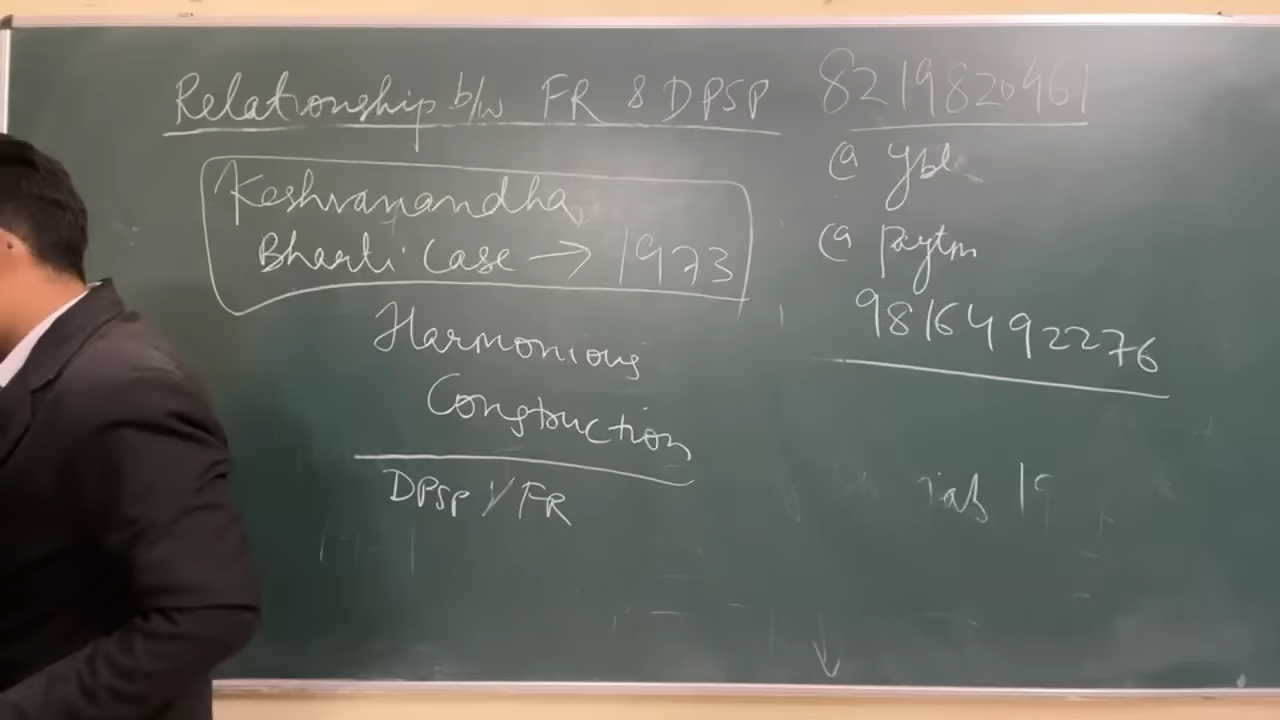 Relationship b/w FR & DPSP
Keshvanandha
Bharti Case → 1973
Harmonious
Construction
DPSP / FR
8219820461
@ ybl
@ paytm
9816492276